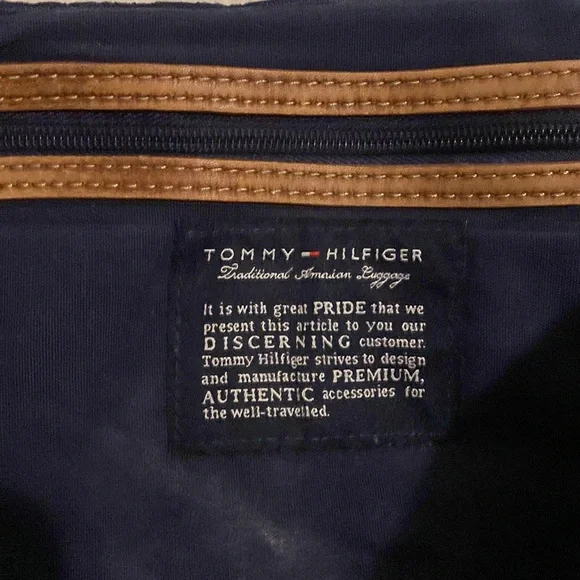 TOMMY HILFIGER
Traditional American Luggage
It is with great PRIDE that we
present this article to you our
DISCERNING customer.
Tommy Hilfiger strives to design
and manufacture PREMIUM,
AUTHENTIC accessories for
the well-travelled.